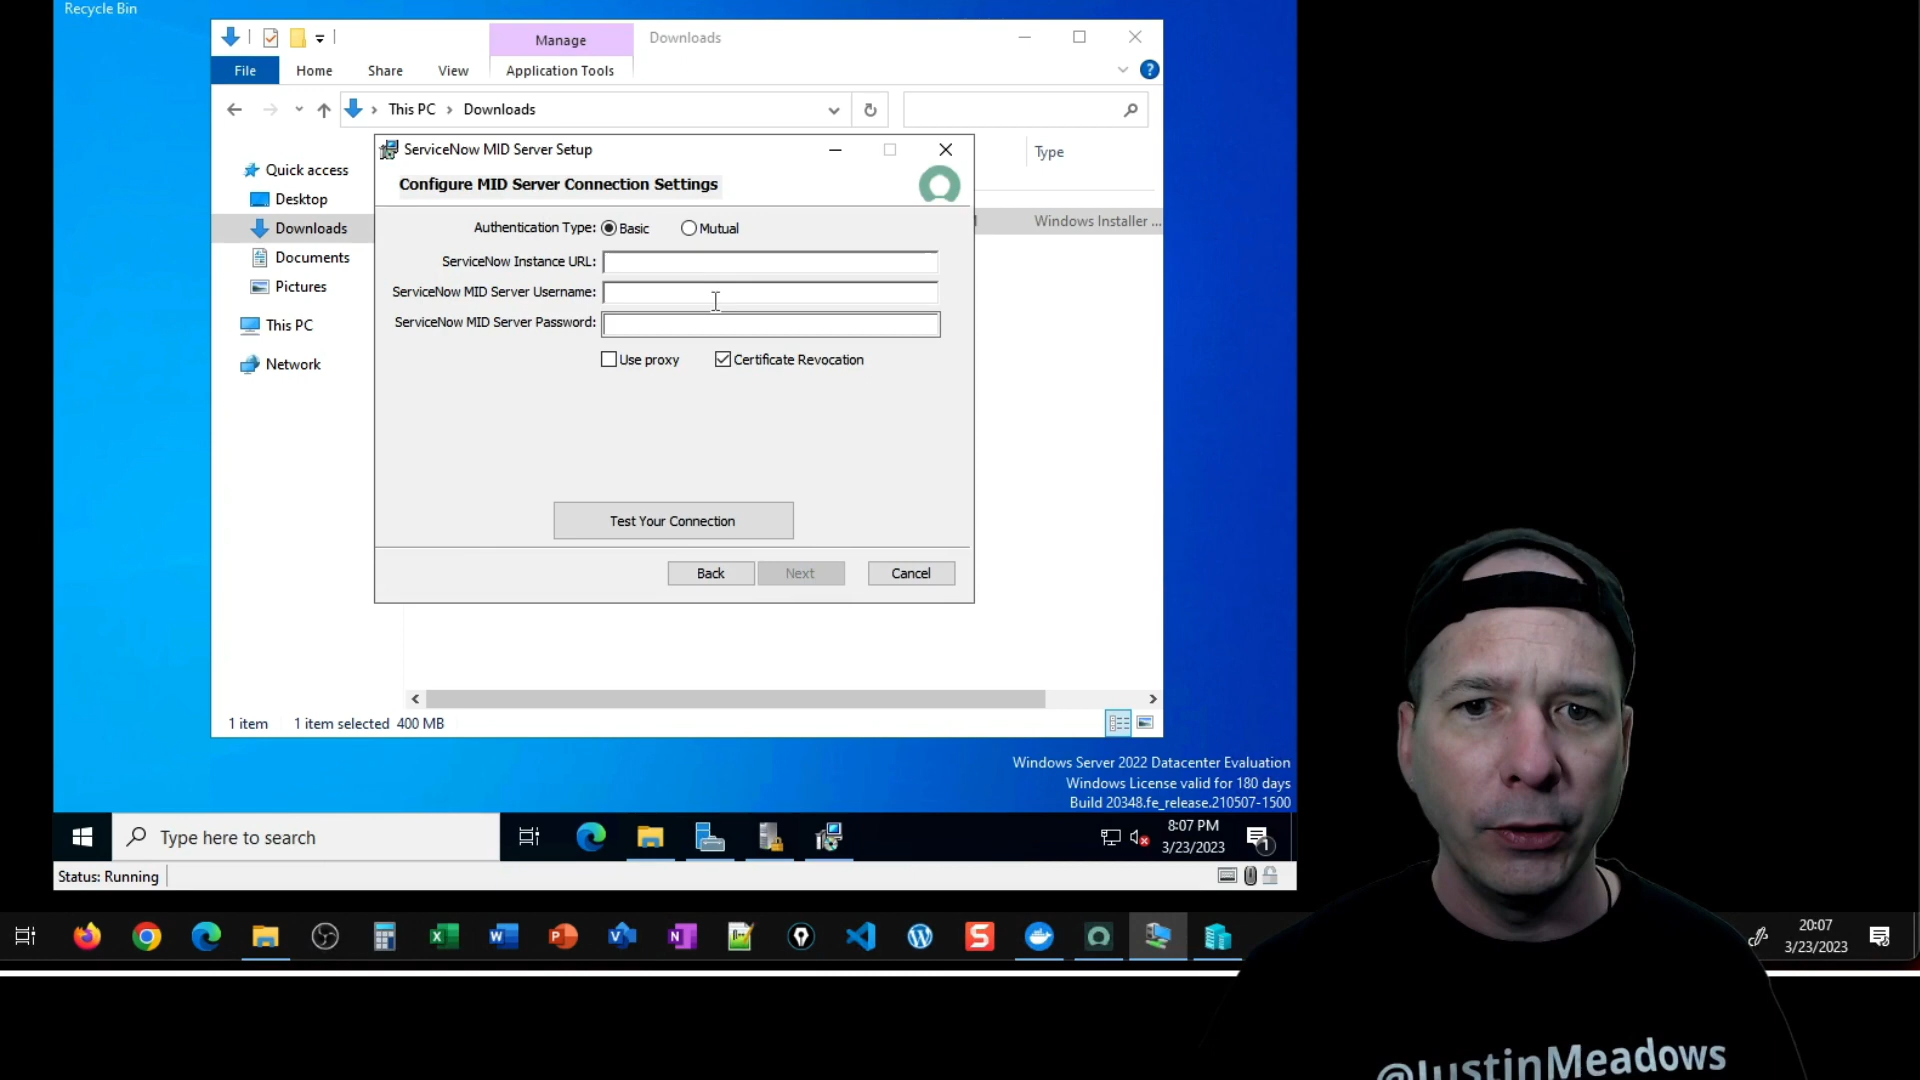 Recycle Bin
Manage
Downloads
File
Home
Share
View
Application Tools
This PC
Downloads
ServiceNow MID Server Setup
Type
Configure MID Server Connection Settings
Quick access
Desktop
Downloads
Documents
Pictures
This PC
Network
Windows Installer ...
Authentication Type:
Basic
Mutual
ServiceNow Instance URL:
ServiceNow MID Server Username:
ServiceNow MID Server Password:
Use proxy
Certificate Revocation
Test Your Connection
Back
Next
Cancel
1 item
1 item selected 400 MB
Windows Server 2022 Datacenter Evaluation
Windows License valid for 180 days
Build 20348.fe_release.210507-1500
Type here to search
8:07 PM
3/23/2023
1
Status: Running
20:07
3/23/2023
@JustinMeadows